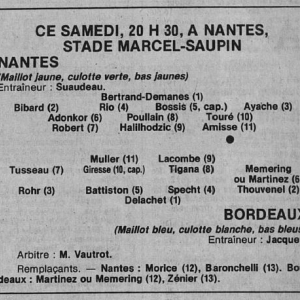 CE SAMEDI, 20 H 30, A NANTES,
STADE MARCEL-SAUPIN
NANTES
(Maillot jaune, culotte verte, bas jaunes)
Entraîneur : Suaudeau.
Bertrand-Demanes (1)
Bibard (2) Rio (4) Bossis (5, cap.) Ayache (3)
Adonkor (6) Poullain (8) Touré (10)
Robert (7) Halilhodzic (9) Amisse (11)
Muller (11) Lacombe (9)
Tusseau (7) Giresse (10, cap.) Tigana (8) Memering
ou Martinez (6
Rohr (3) Battiston (5) Specht (4) Thouvenel (2)
Delachet (1)
BORDEAUX
(Maillot bleu, culotte blanche, bas bleus
Entraîneur : Jacque
Arbitre : M. Vautrot.
Remplaçants. — Nantes : Morice (12), Baronchelli (13). Bor
deaux : Martinez ou Memering (12), Zénier (13).